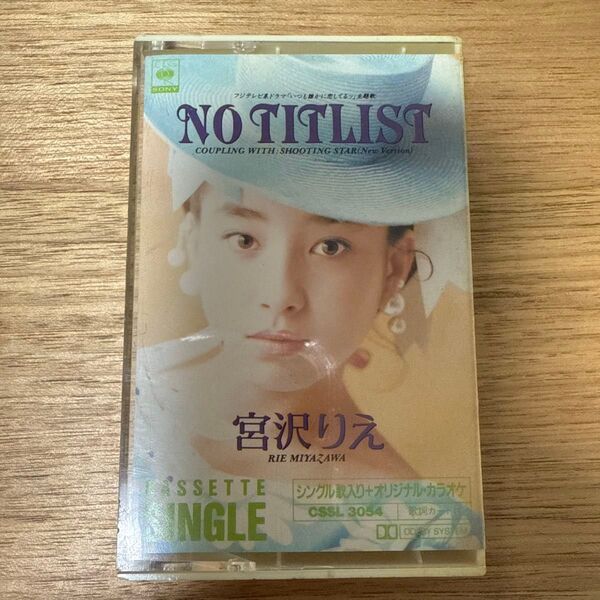 CBS
SONY
フジテレビ系ドラマ「いつも誰かに恋してるッ」主題歌
NO TITLIST
COUPLING WITH: SHOOTING STAR (New Version)
宮沢りえ
RIE MIYAZAWA
CASSETTE
SINGLE
シングル歌入り+オリジナル・カラオケ
CSSL 3054
歌詞カード
DOLBY SYSTEM